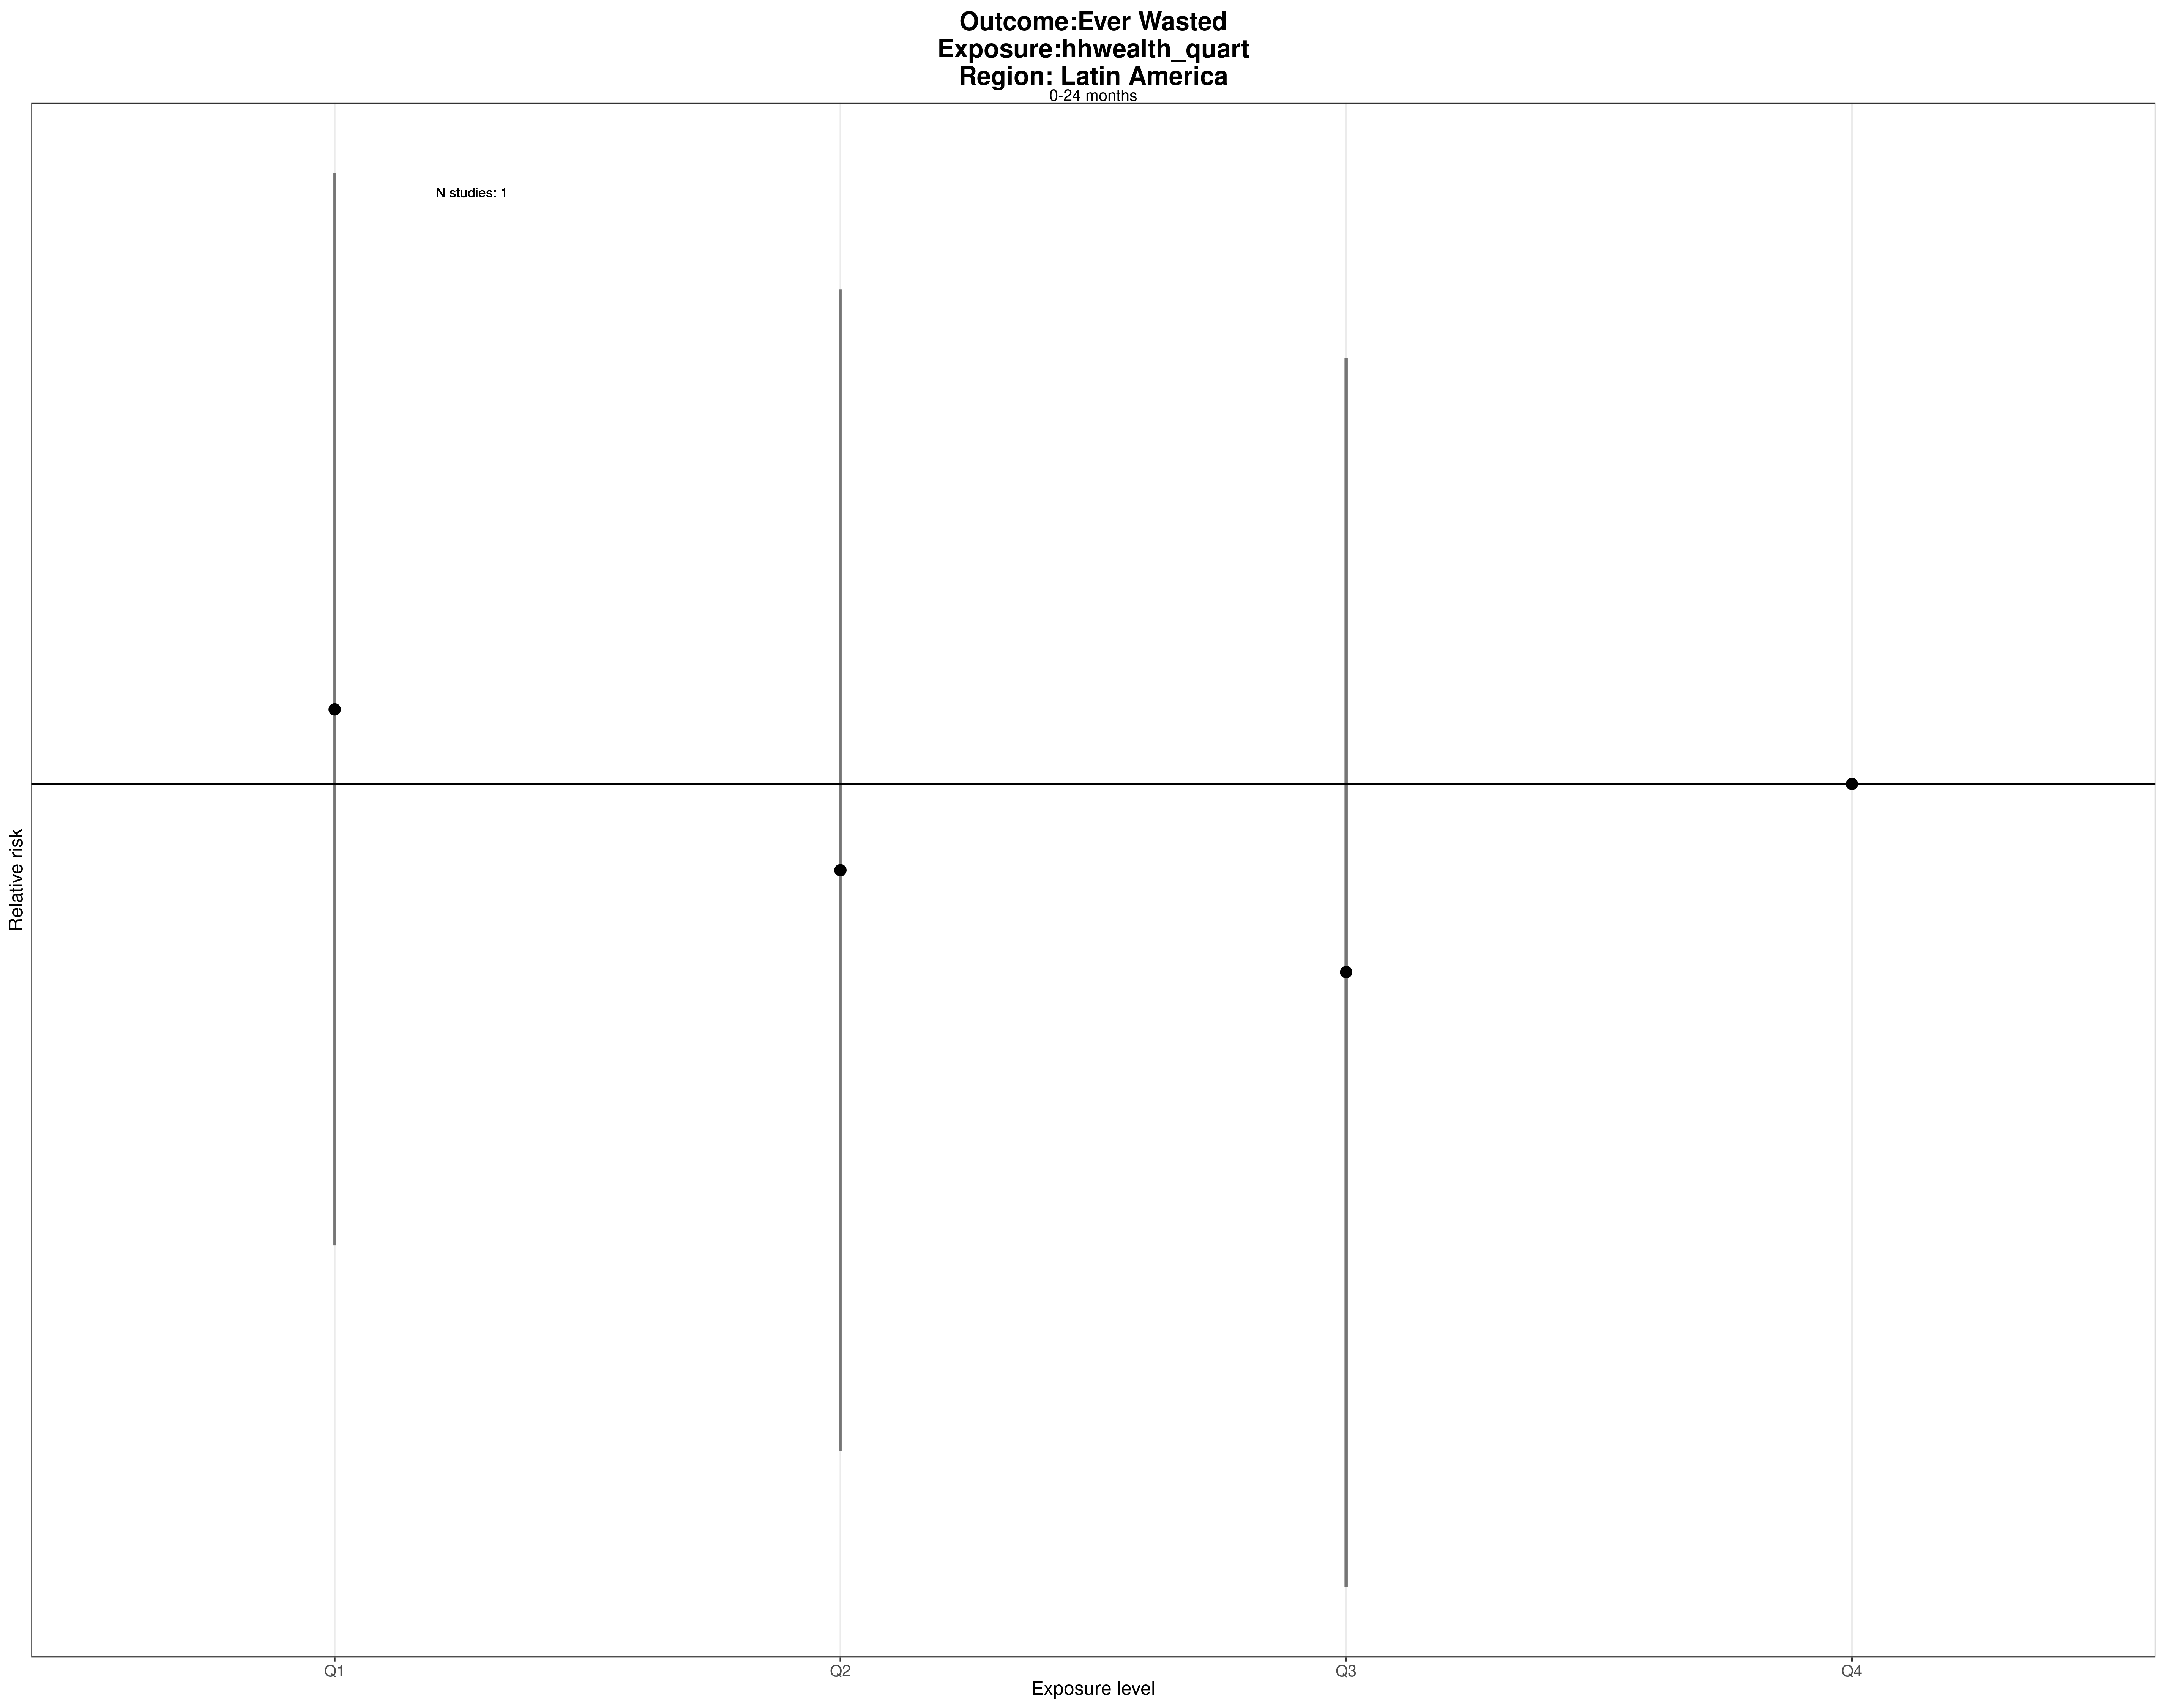 Outcome:Ever Wasted
Exposure:hhwealth_quart
Region: Latin America
0-24 months
N studies: 1
Relative risk
Q1 Q2 Q3 Q4
Exposure level